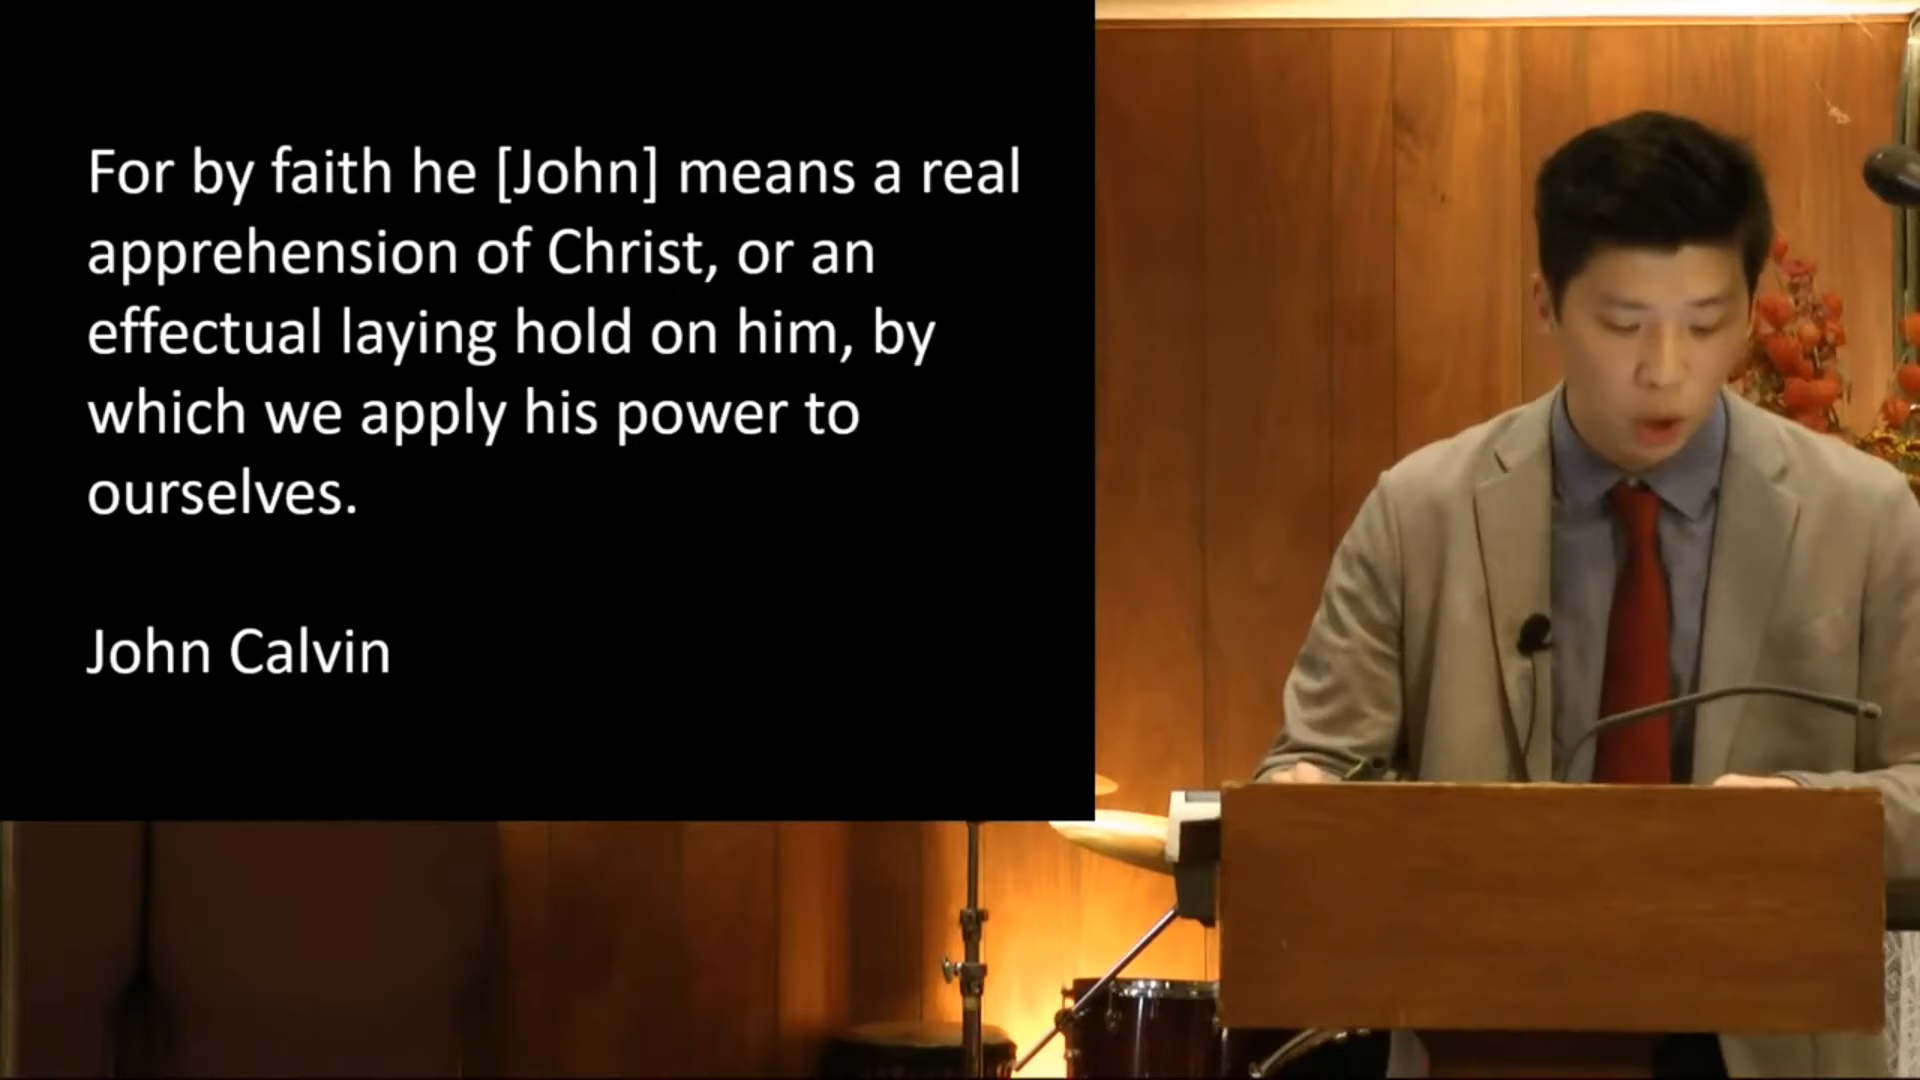 For by faith he [John] means a real
apprehension of Christ, or an
effectual laying hold on him, by
which we apply his power to
ourselves.
John Calvin